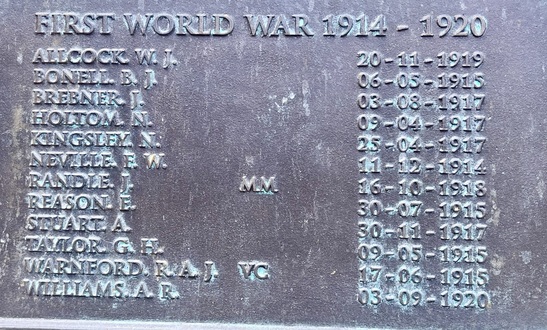 FIRST WORLD WAR 1914 - 1920
ALLCOCK. W. J. 20-11-1919
BONELL. B. J. 06-05-1915
BREBNER. J. 03-08-1917
HOLTOM. N. 09-04-1917
KINGSLEY. N. 25-04-1917
NEVILLE. F. W. 11-12-1914
RANDLE. J. MM 16-10-1918
REASON. E. 30-07-1915
STUART. A. 30-11-1917
TAYLOR. G. H. 09-05-1915
WARNFORD. R. A. J. VC 17-06-1915
WILLIAMS. A. R. 03-09-1920